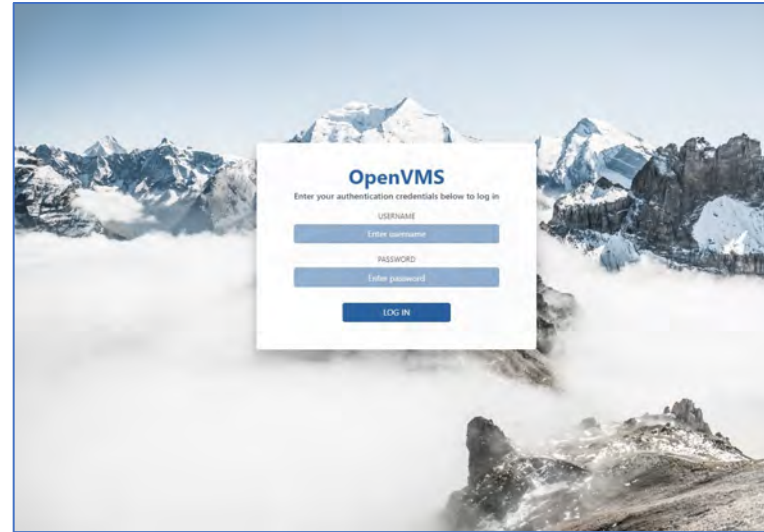 OpenVMS
Enter your authentication credentials below to log in
USERNAME
Enter username
PASSWORD
Enter password
LOG IN